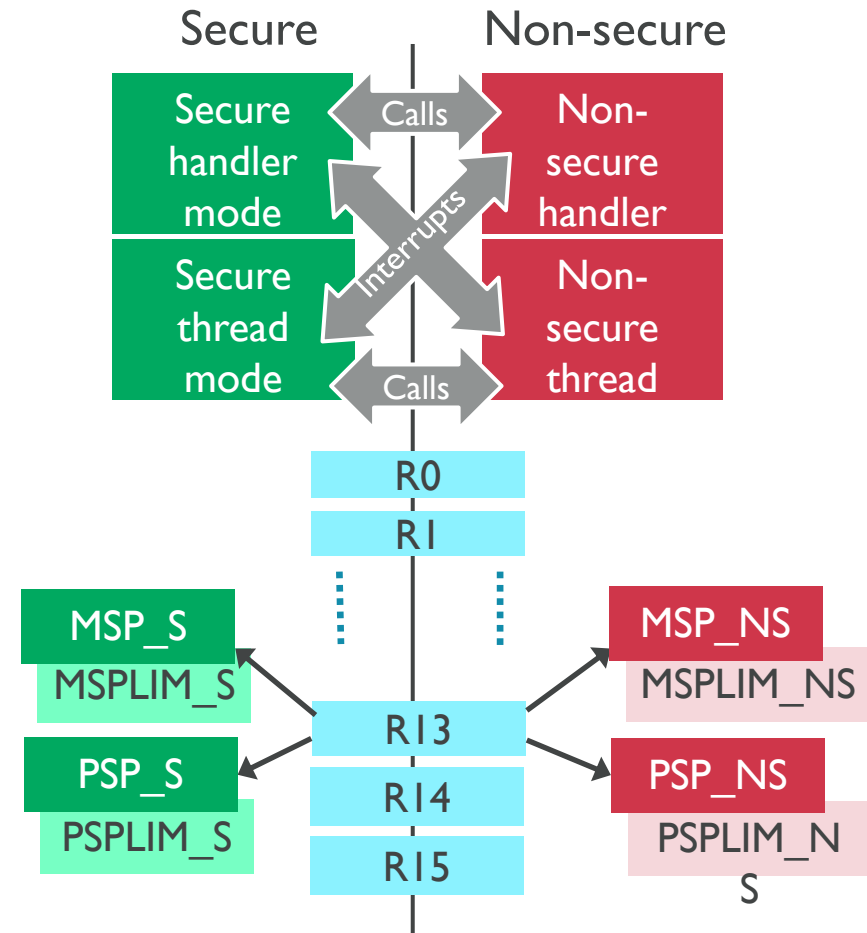 Secure
Non-secure
Secure
handler
mode
Calls
Non-
secure
handler
Interrupts
Secure
thread
mode
Calls
Non-
secure
thread
R0
R1
MSP_S
MSPLIM_S
MSP_NS
MSPLIM_NS
R13
PSP_S
PSPLIM_S
PSP_NS
PSPLIM_N
S
R14
R15